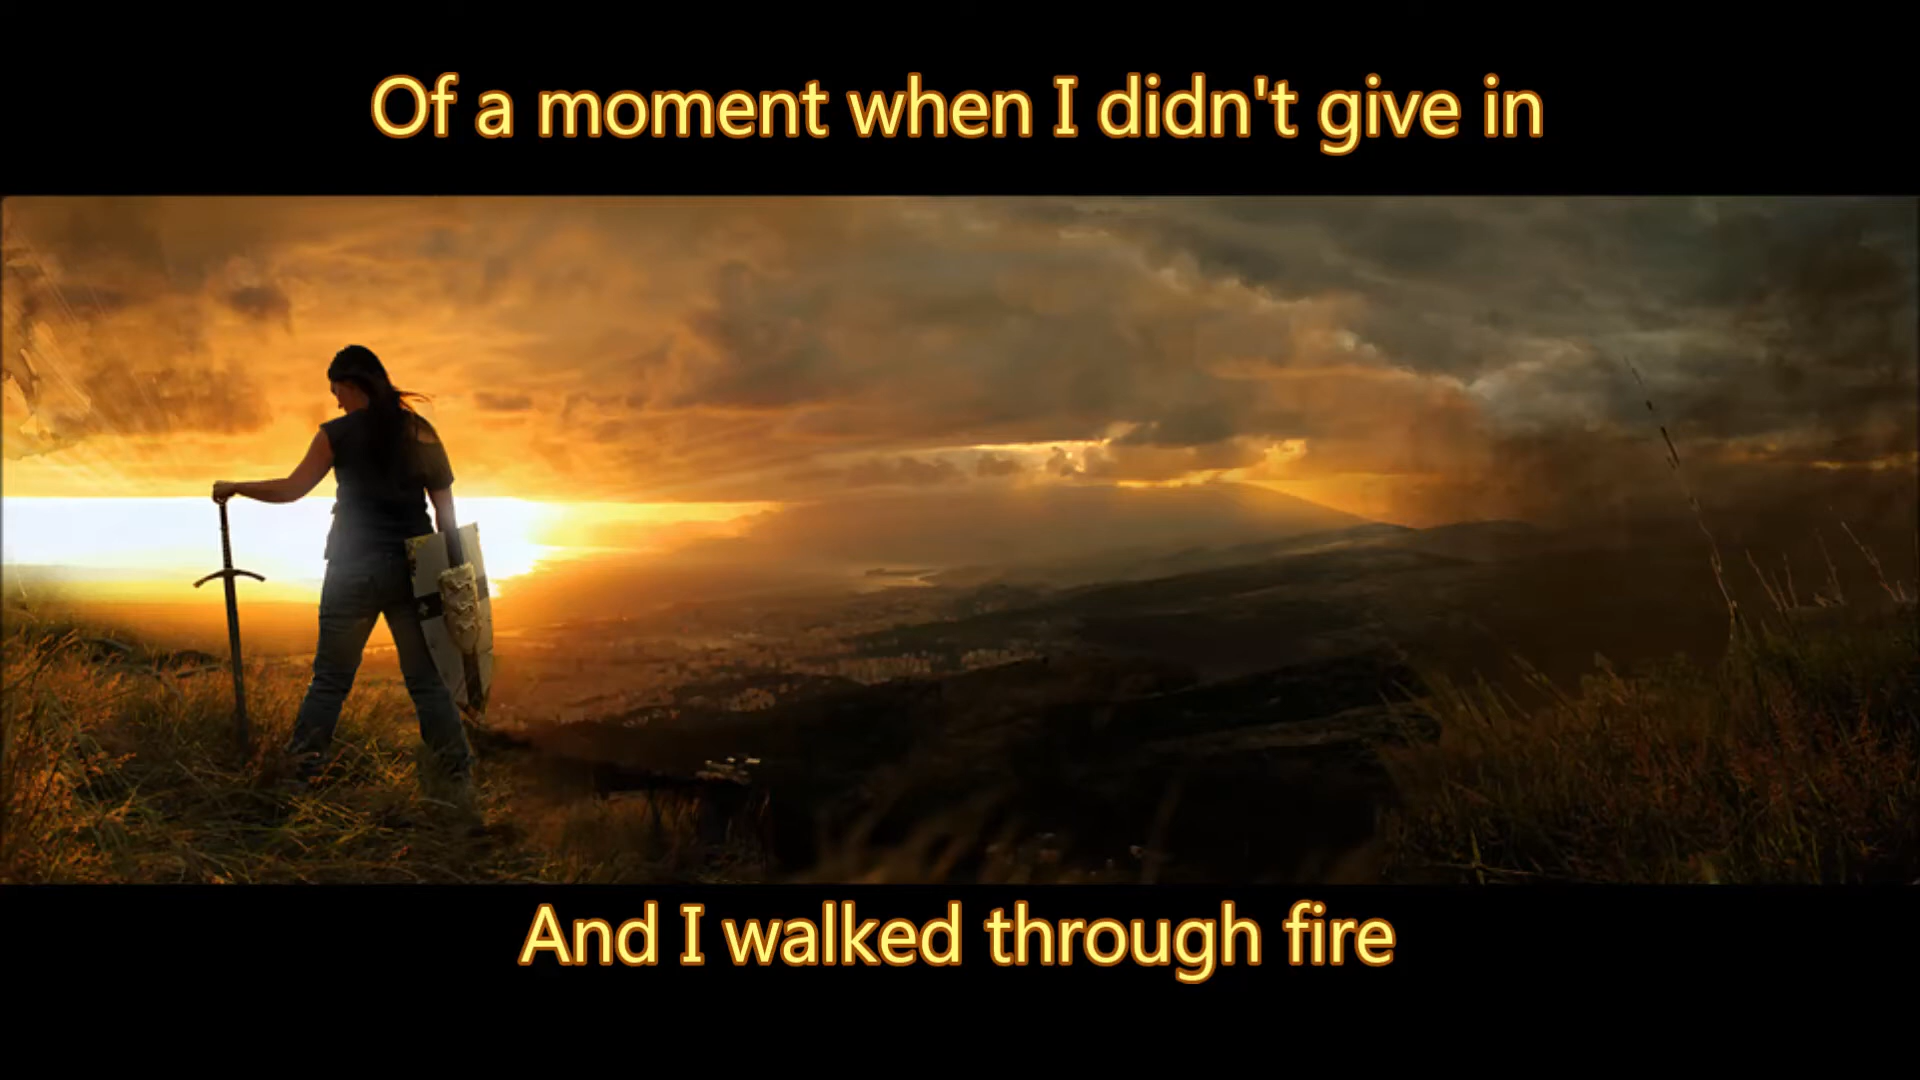 Of a moment when I didn't give in
And I walked through fire